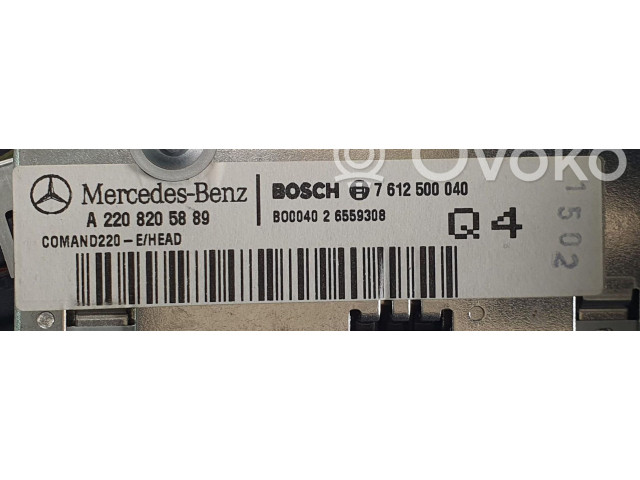 Ovoko
Mercedes-Benz
A 220 820 58 89
COMAND220-E/HEAD
BOSCH 7 612 500 040
B00040 2 6559308
Q4
1502